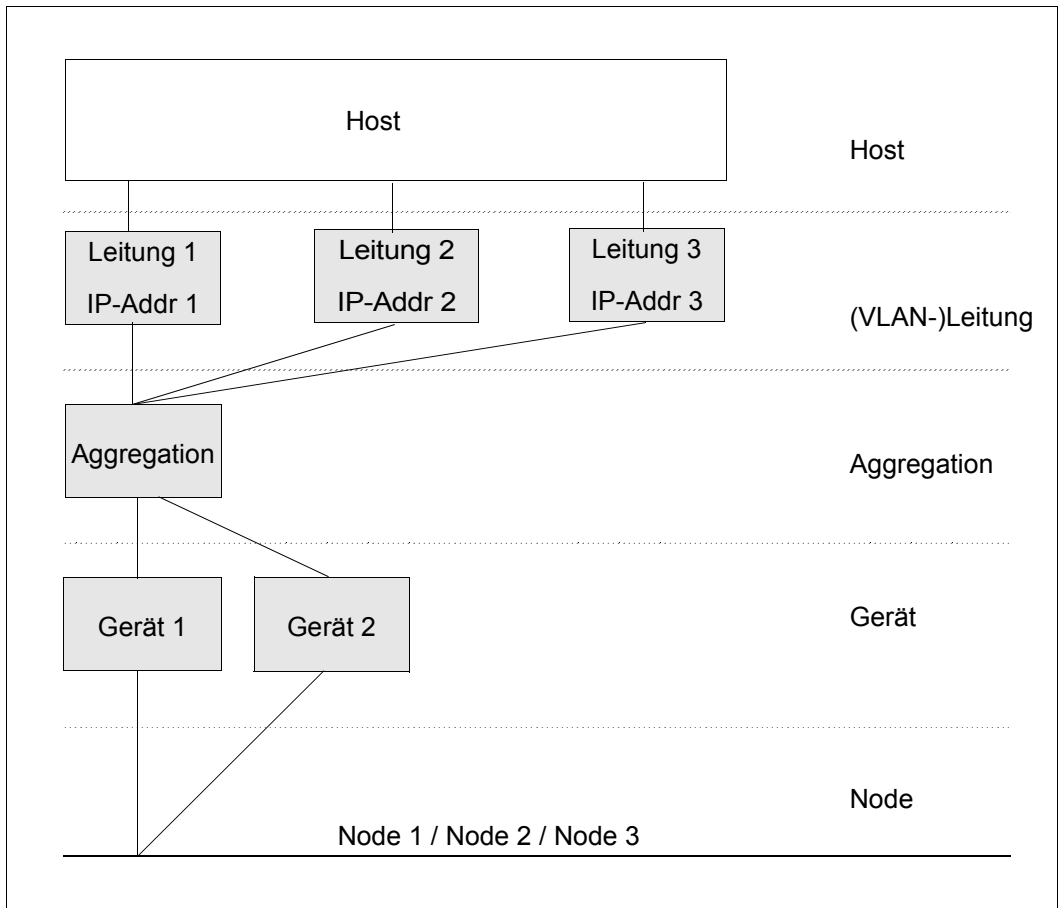 Host
Host
Leitung 1
IP-Addr 1
Leitung 2
IP-Addr 2
Leitung 3
IP-Addr 3
(VLAN-)Leitung
Aggregation
Aggregation
Gerät 1
Gerät 2
Gerät
Node
Node 1 / Node 2 / Node 3